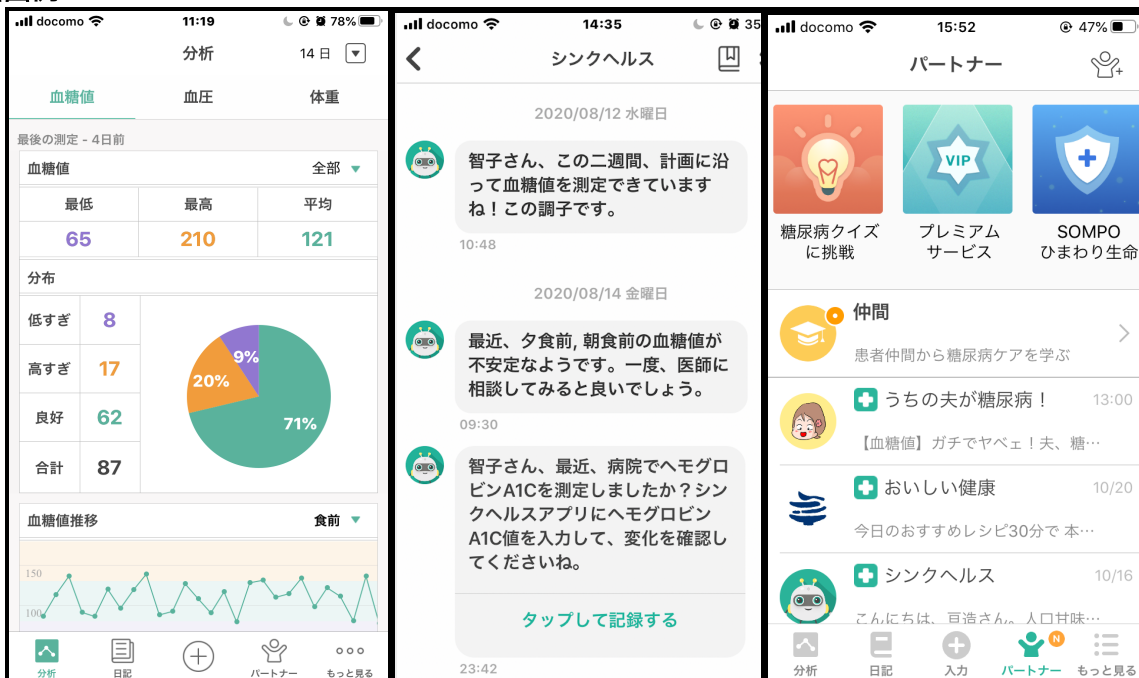 docomo 11:19 78%
分析 14 日
血糖値 血圧 体重
最後の測定 - 4日前
血糖値 全部
最低 最高 平均
65 210 121
分布
低すぎ 8
高すぎ 17
良好 62
合計 87
9%
20%
71%
血糖値推移 食前
150
100
分析 日記 パートナー もっと見る
docomo 14:35 35
シンクヘルス
2020/08/12 水曜日
智子さん、この二週間、計画に沿
って血糖値を測定できています
ね！この調子です。
10:48
2020/08/14 金曜日
最近、夕食前, 朝食前の血糖値が
不安定なようです。一度、医師に
相談してみると良いでしょう。
09:30
智子さん、最近、病院でヘモグロ
ビンA1Cを測定しましたか？シン
クヘルスアプリにヘモグロビン
A1C値を入力して、変化を確認し
てくださいね。
タップして記録する
23:42
docomo 15:52 47%
パートナー
VIP
糖尿病クイズ
に挑戦
プレミアム
サービス
SOMPO
ひまわり生命
仲間
患者仲間から糖尿病ケアを学ぶ
うちの夫が糖尿病！ 13:00
【血糖値】ガチでヤベェ！夫、糖…
おいしい健康 10/20
今日のおすすめレシピ30分で 本…
シンクヘルス 10/16
こんにちは、亘造さん。人口甘味…
分析 日記 入力 パートナー N もっと見る